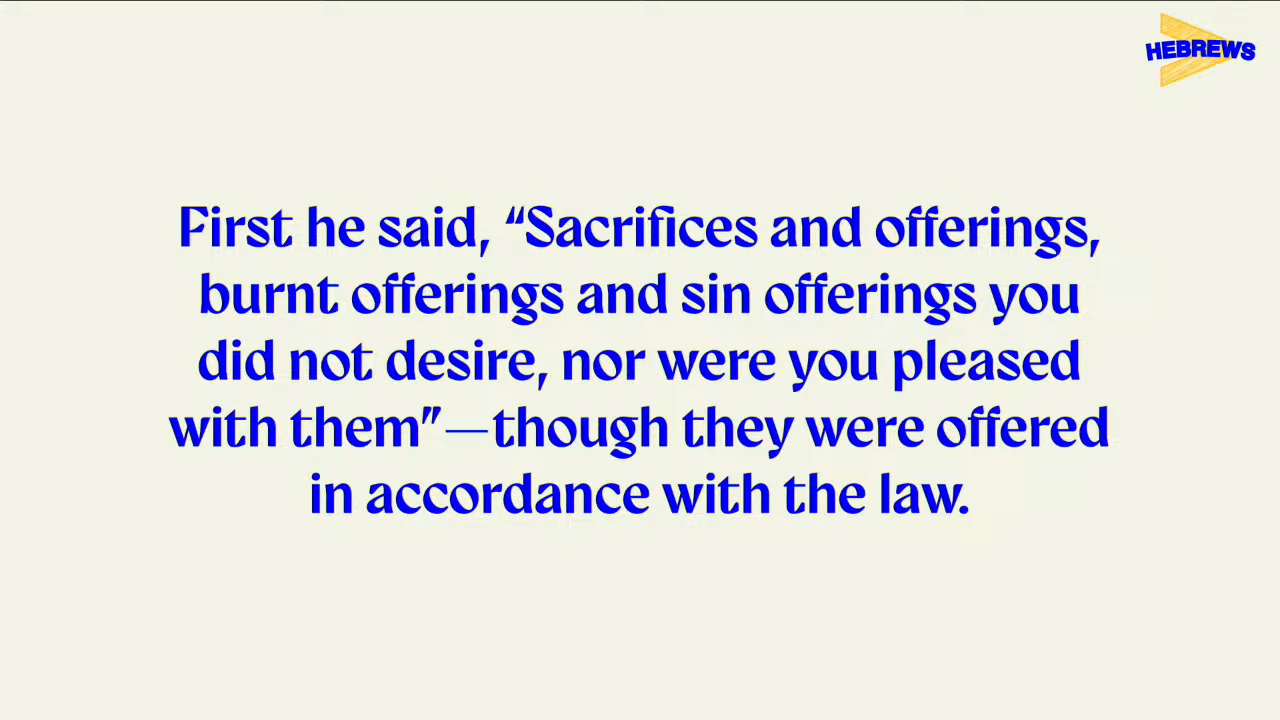 HEBREWS
First he said, “Sacrifices and offerings,
burnt offerings and sin offerings you
did not desire, nor were you pleased
with them”—though they were offered
in accordance with the law.